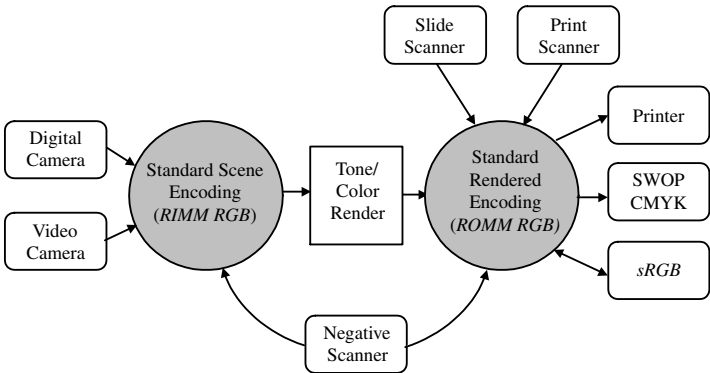 Slide
Scanner
Print
Scanner
Digital
Camera
Video
Camera
Standard Scene
Encoding
(RIMM RGB)
Tone/
Color
Render
Standard
Rendered
Encoding
(ROMM RGB)
Printer
SWOP
CMYK
sRGB
Negative
Scanner